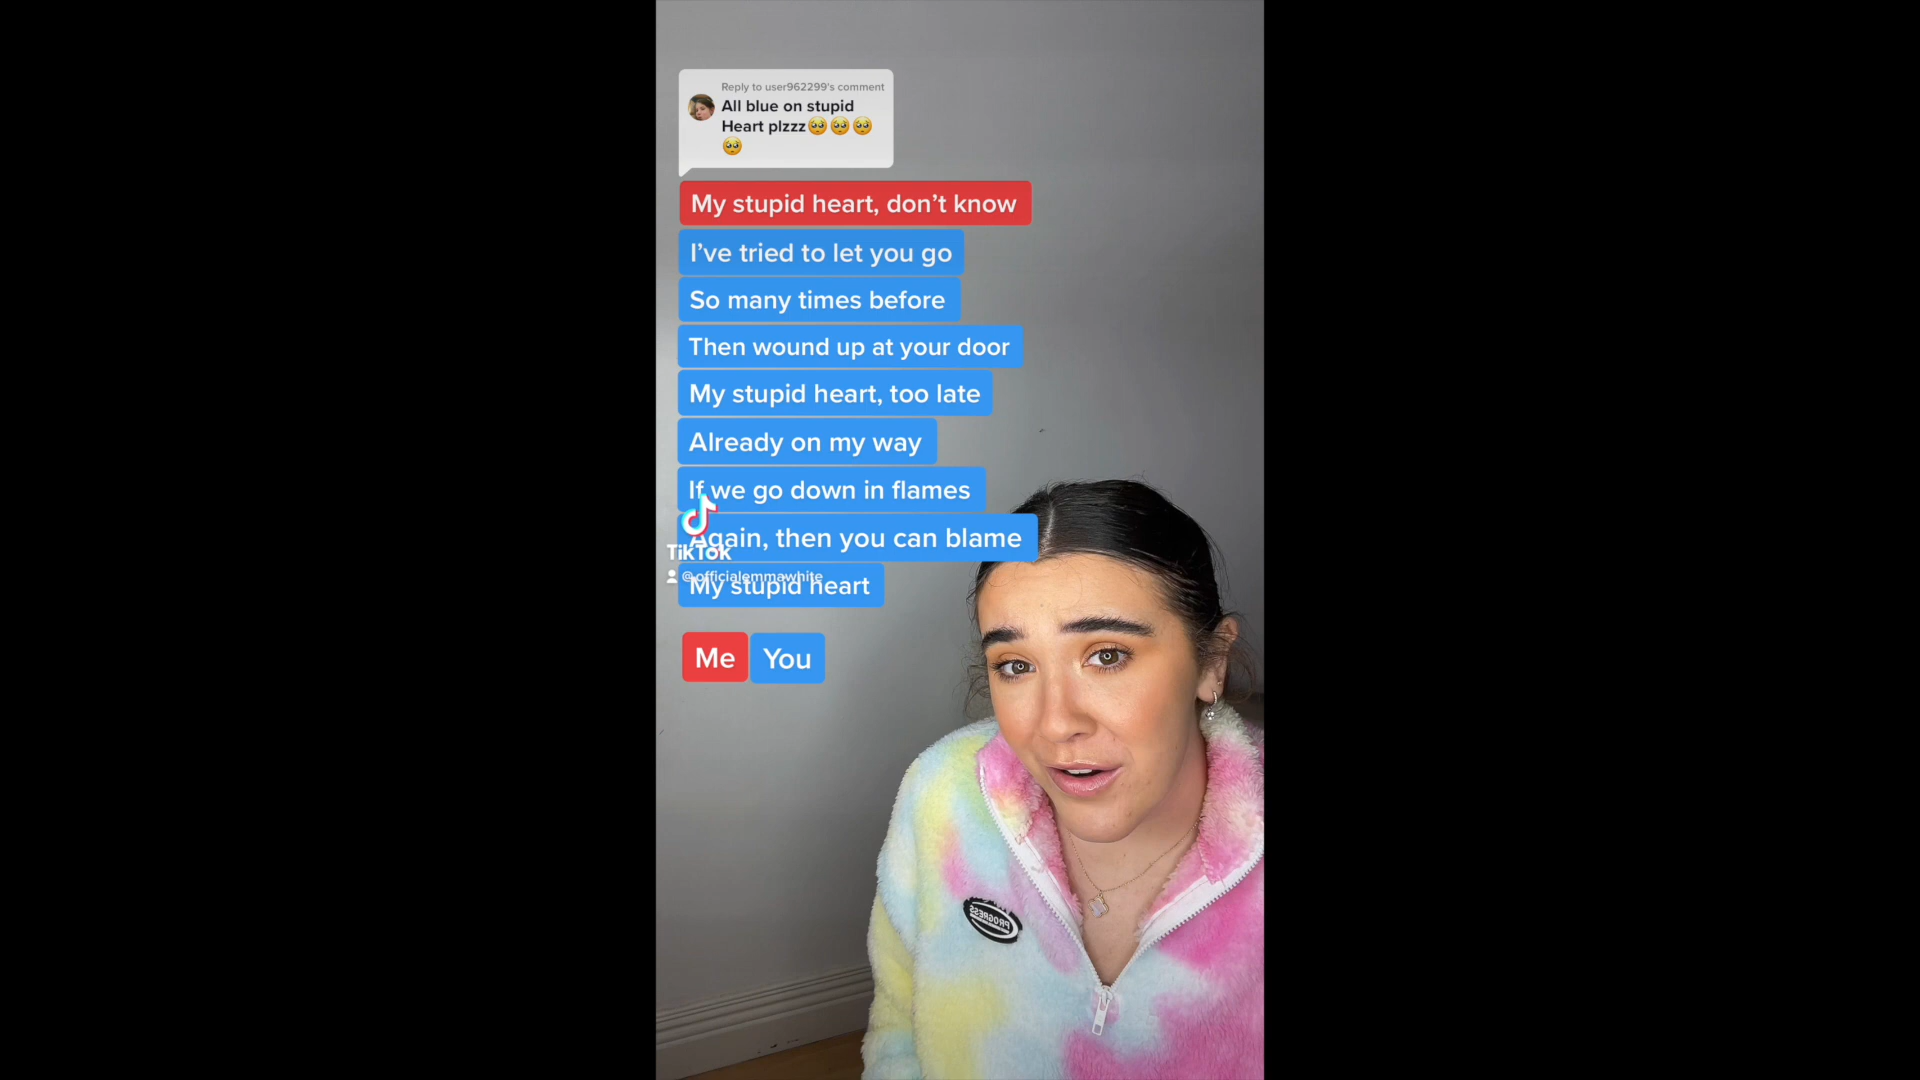 Reply to user962299's comment
All blue on stupid
Heart plzzz🥺🥺🥺
🥺
My stupid heart, don’t know
I’ve tried to let you go
So many times before
Then wound up at your door
My stupid heart, too late
Already on my way
If we go down in flames
Again, then you can blame
My stupid heart
TikTok
@officialemmawhite
Me You
PROGRESS